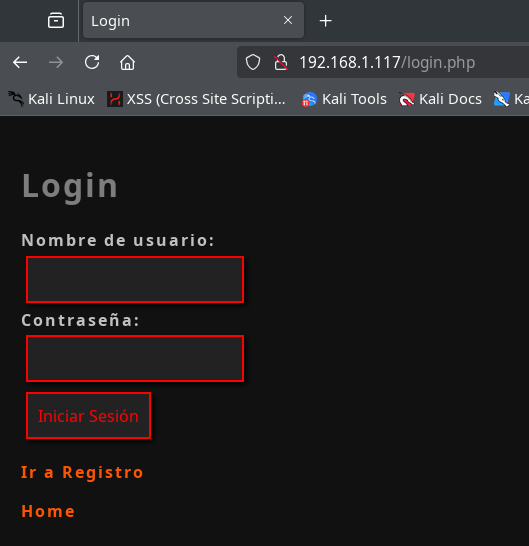 Login
192.168.1.117/login.php
Kali Linux XSS (Cross Site Scripti… Kali Tools Kali Docs Ka
Login
Nombre de usuario:
Contraseña:
Iniciar Sesión
Ir a Registro
Home